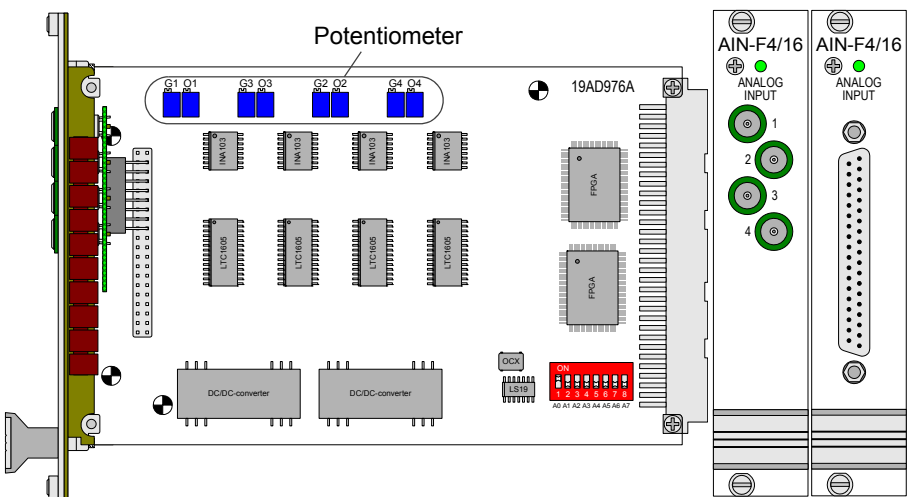 Potentiometer
G1 O1 G3 O3 G2 O2 G4 O4
19AD976A
INA103 INA103 INA103 INA103
LTC1605 LTC1605 LTC1605 LTC1605
FPGA
FPGA
DC/DC-converter DC/DC-converter
OCX
LS19
ON
1 2 3 4 5 6 7 8
A0 A1 A2 A3 A4 A5 A6 A7
AIN-F4/16
ANALOG
INPUT
1
2
3
4
AIN-F4/16
ANALOG
INPUT